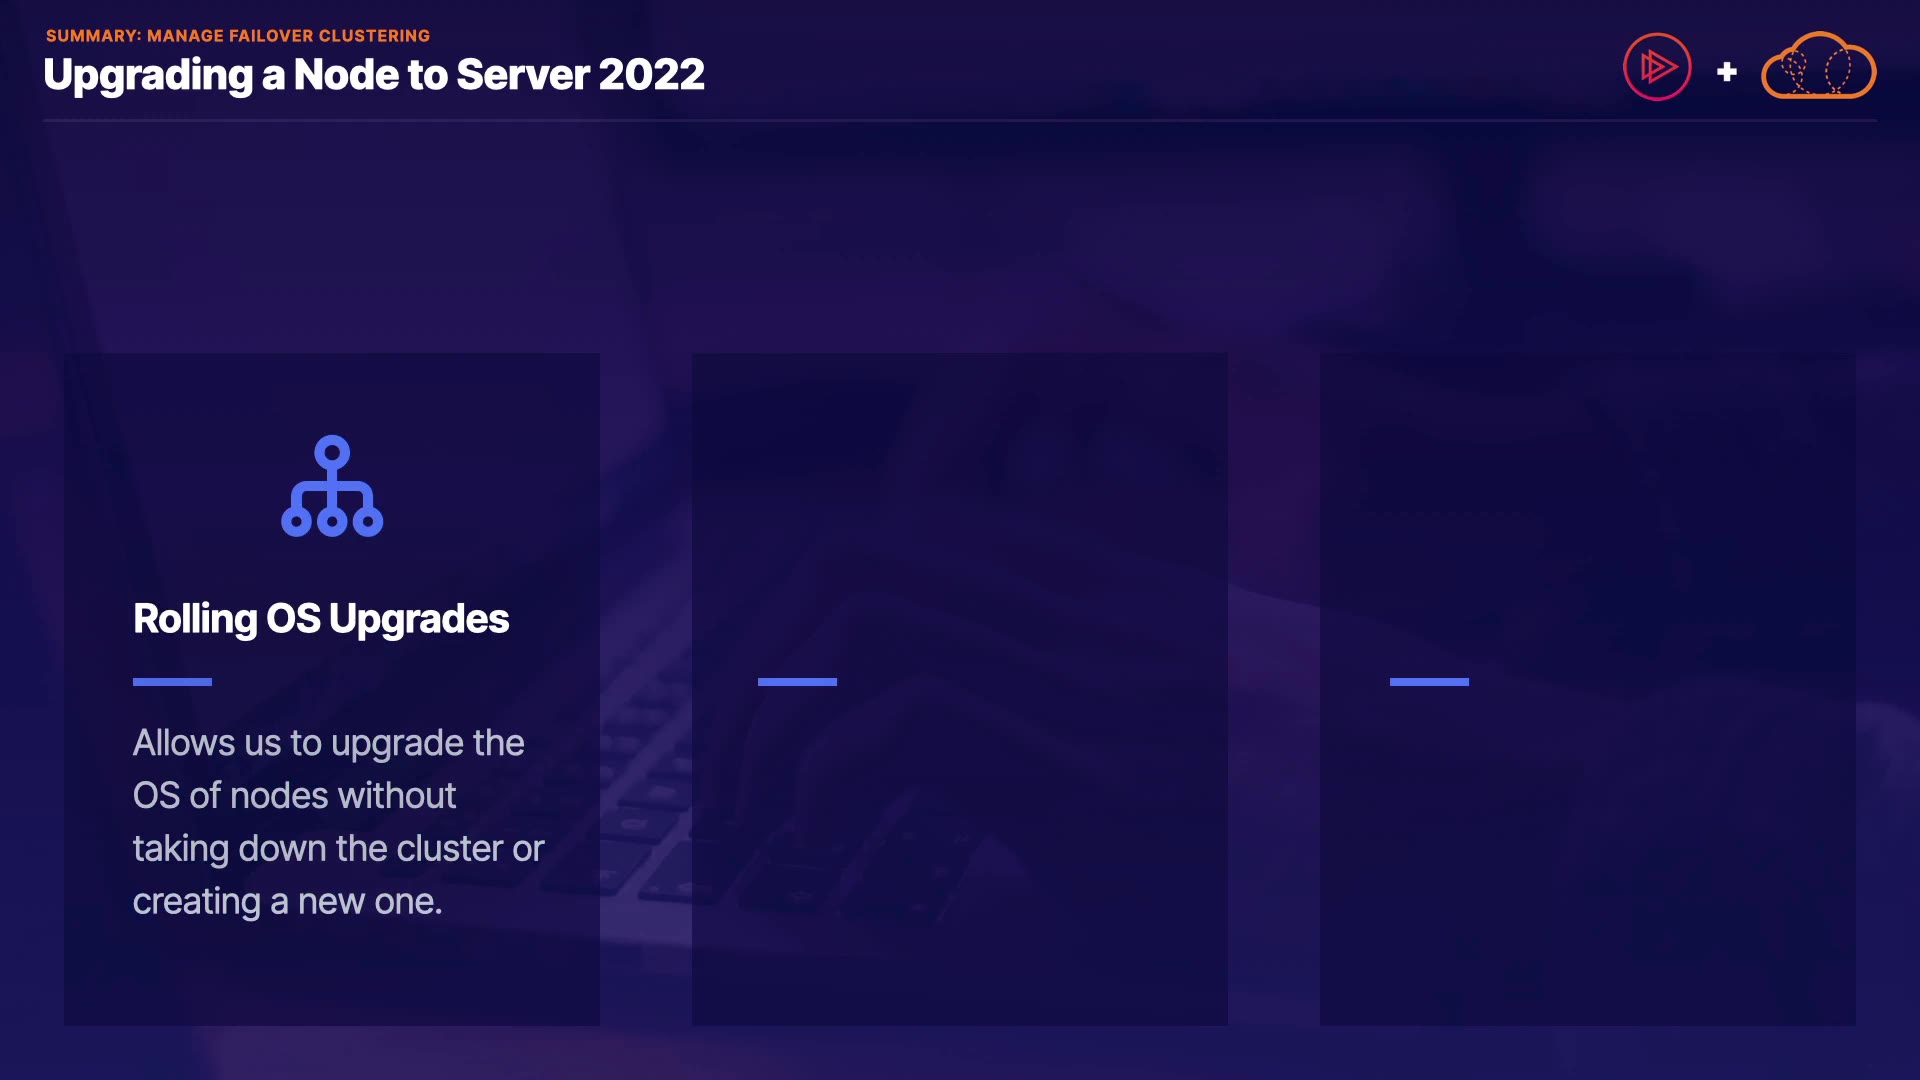 SUMMARY: MANAGE FAILOVER CLUSTERING
Upgrading a Node to Server 2022
Rolling OS Upgrades
Allows us to upgrade the
OS of nodes without
taking down the cluster or
creating a new one.